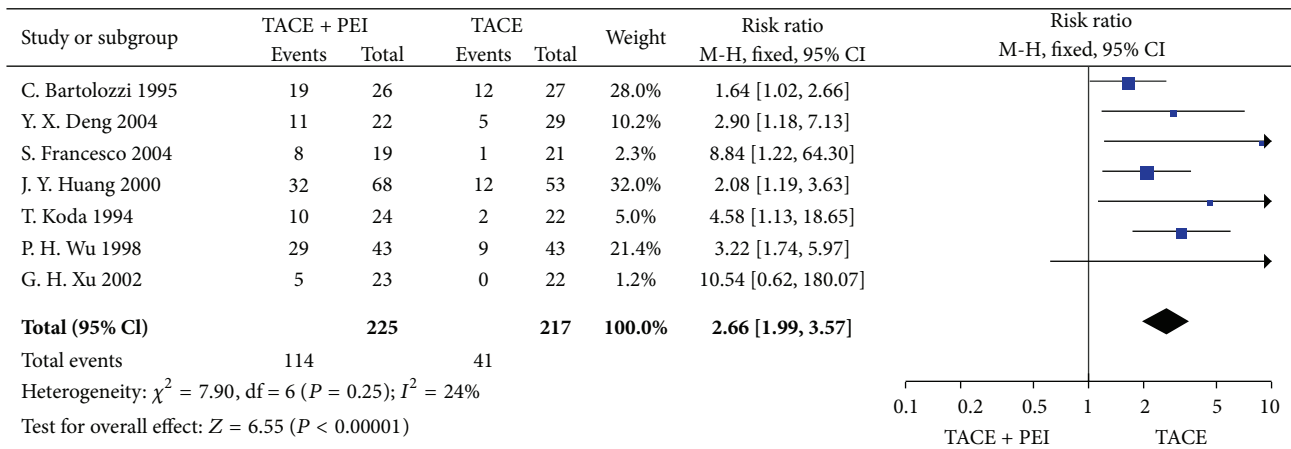 Study or subgroup TACE + PEI TACE Weight Risk ratio Risk ratio
Events Total Events Total M-H, fixed, 95% CI M-H, fixed, 95% CI
C. Bartolozzi 1995 19 26 12 27 28.0% 1.64 [1.02, 2.66]
Y. X. Deng 2004 11 22 5 29 10.2% 2.90 [1.18, 7.13]
S. Francesco 2004 8 19 1 21 2.3% 8.84 [1.22, 64.30]
J. Y. Huang 2000 32 68 12 53 32.0% 2.08 [1.19, 3.63]
T. Koda 1994 10 24 2 22 5.0% 4.58 [1.13, 18.65]
P. H. Wu 1998 29 43 9 43 21.4% 3.22 [1.74, 5.97]
G. H. Xu 2002 5 23 0 22 1.2% 10.54 [0.62, 180.07]
Total (95% Cl) 225 217 100.0% 2.66 [1.99, 3.57]
Total events 114 41
Heterogeneity: χ² = 7.90, df = 6 (P = 0.25); I² = 24%
Test for overall effect: Z = 6.55 (P < 0.00001)
0.1 0.2 0.5 1 2 5 10
TACE + PEI TACE